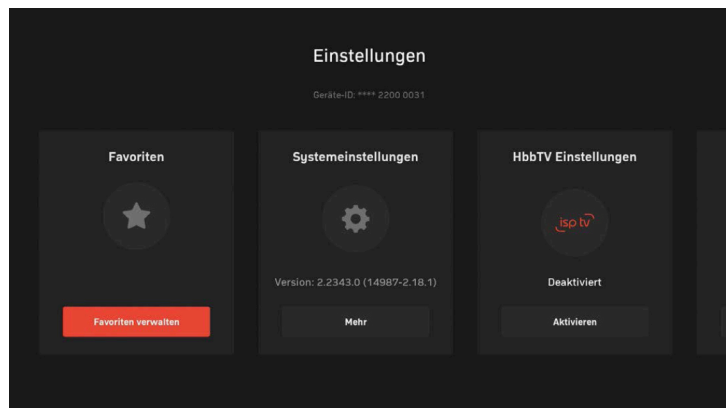 Einstellungen
Geräte-ID: **** 2200 0031
Favoriten
Favoriten verwalten
Systemeinstellungen
Version: 2.2343.0 (14987-2.18.1)
Mehr
HbbTV Einstellungen
isp tv
Deaktiviert
Aktivieren